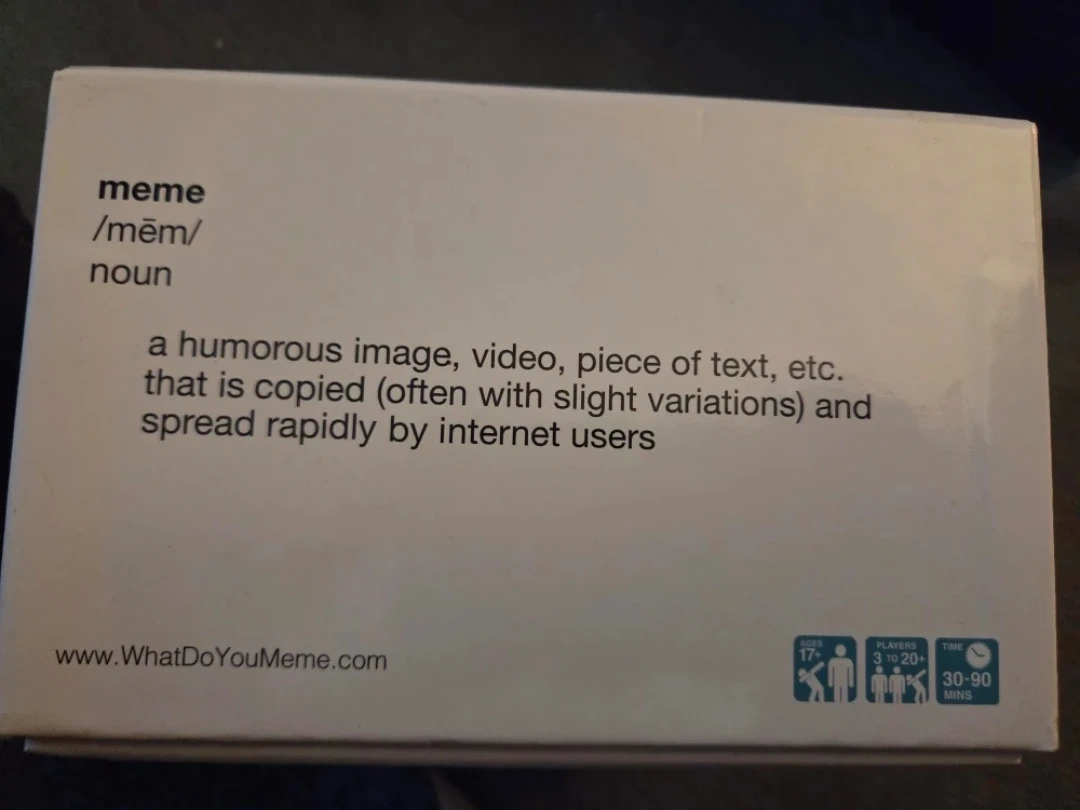 meme
/mēm/
noun
a humorous image, video, piece of text, etc.
that is copied (often with slight variations) and
spread rapidly by internet users
www.WhatDoYouMeme.com
AGES
17+
PLAYERS
3 TO 20+
TIME
30-90
MINS